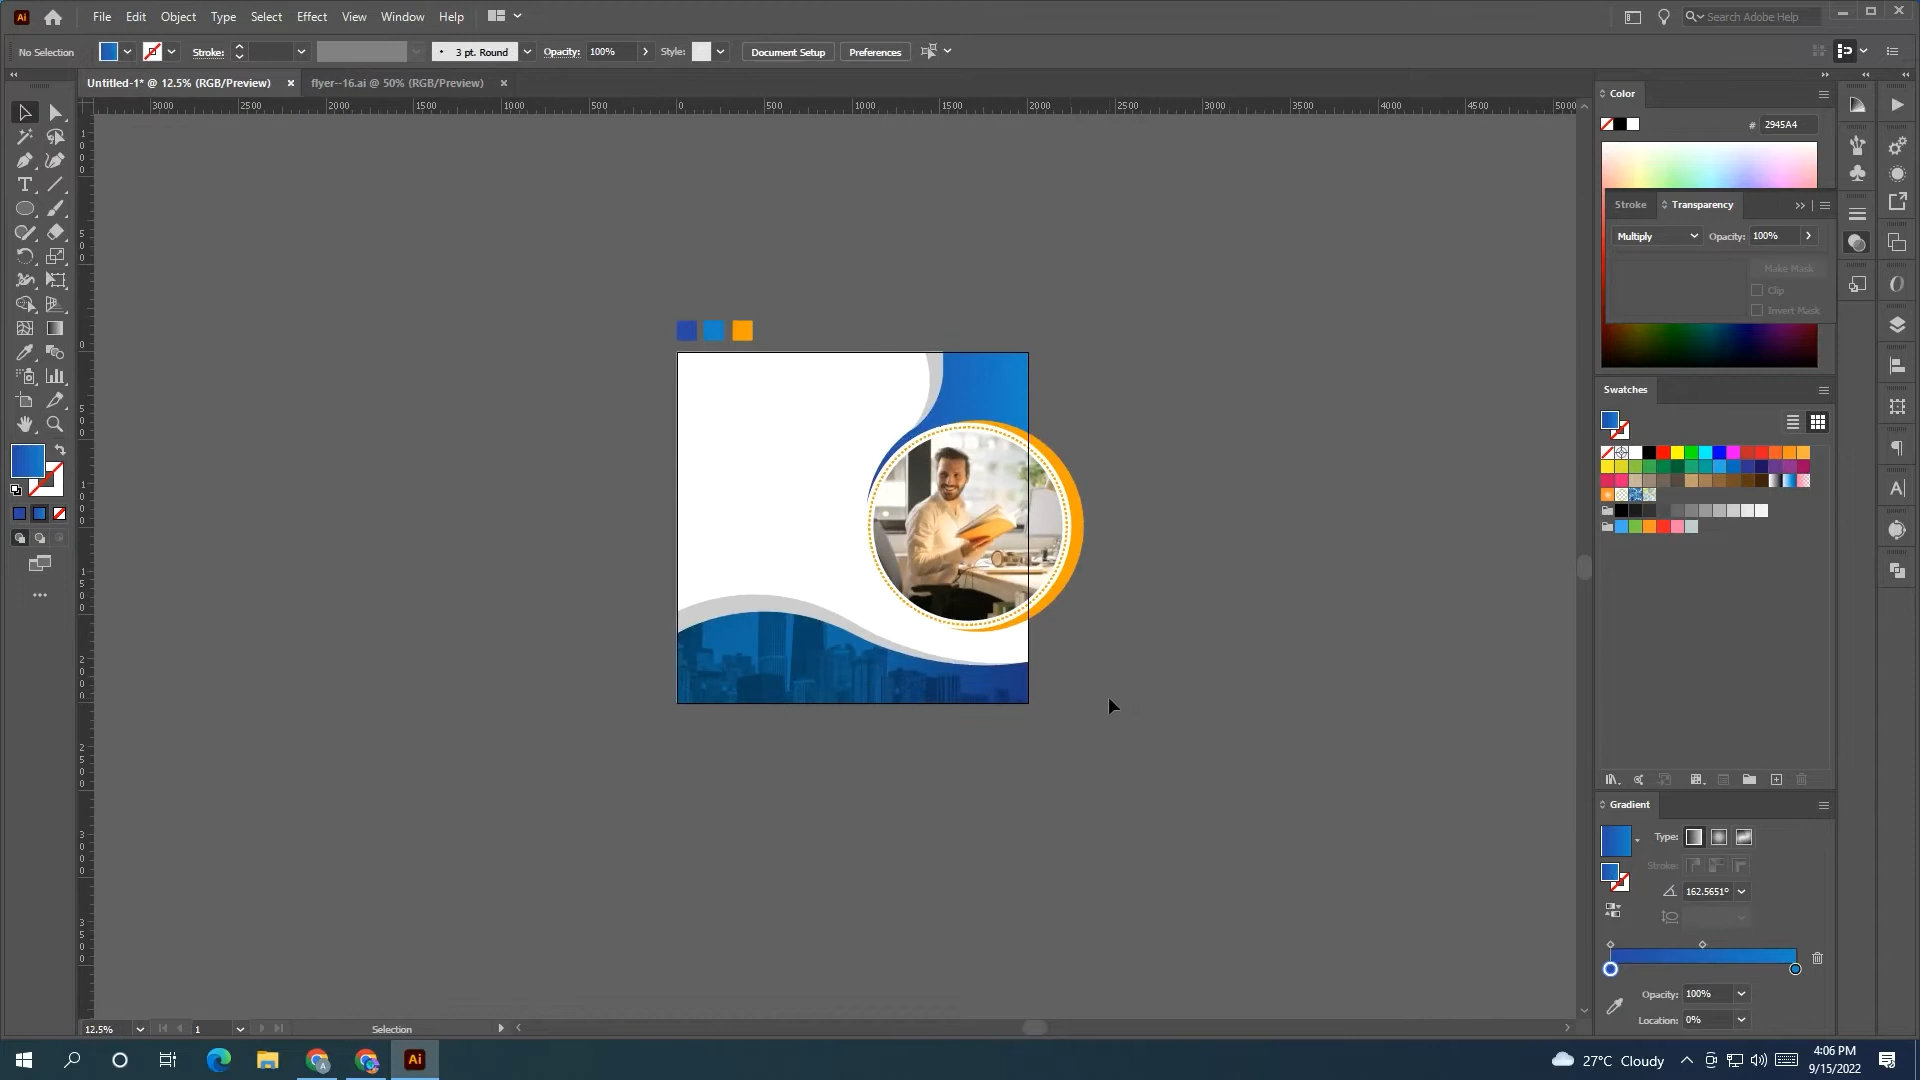 Ai File Edit Object Type Select Effect View Window Help Search Adobe Help
No Selection Stroke: 3 pt. Round Opacity: 100% Style: Document Setup Preferences
Untitled-1* @ 12.5% (RGB/Preview) × flyer--16.ai @ 50% (RGB/Preview) ×
3000 2500 2000 1500 1000 500 0 500 1000 1500 2000 2500 3000 3500 4000 4500 5000
Color
# 2945A4
Stroke Transparency
Multiply Opacity: 100%
Make Mask
Clip
Invert Mask
Swatches
Gradient
Type:
Stroke:
162.5651°
Opacity: 100%
Location: 0%
12.5% 1 Selection
Ai 27°C Cloudy 4:06 PM
9/15/2022